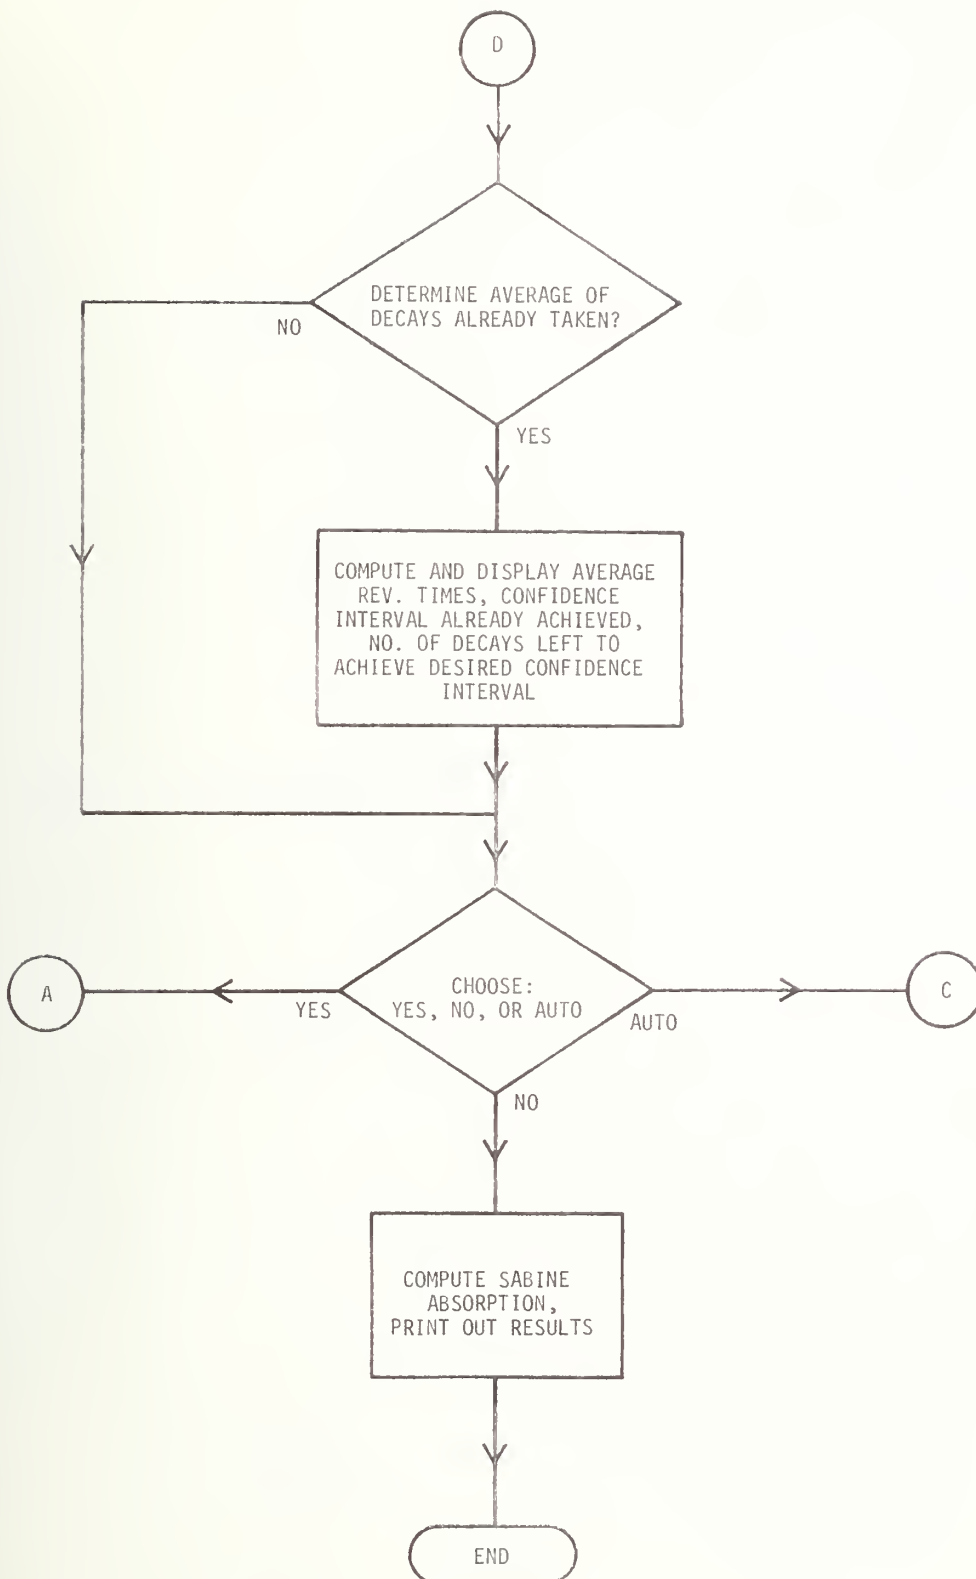 D
DETERMINE AVERAGE OF
DECAYS ALREADY TAKEN?
NO
YES
COMPUTE AND DISPLAY AVERAGE
REV. TIMES, CONFIDENCE
INTERVAL ALREADY ACHIEVED,
NO. OF DECAYS LEFT TO
ACHIEVE DESIRED CONFIDENCE
INTERVAL
A
YES
CHOOSE:
YES, NO, OR AUTO
AUTO
C
NO
COMPUTE SABINE
ABSORPTION,
PRINT OUT RESULTS
END